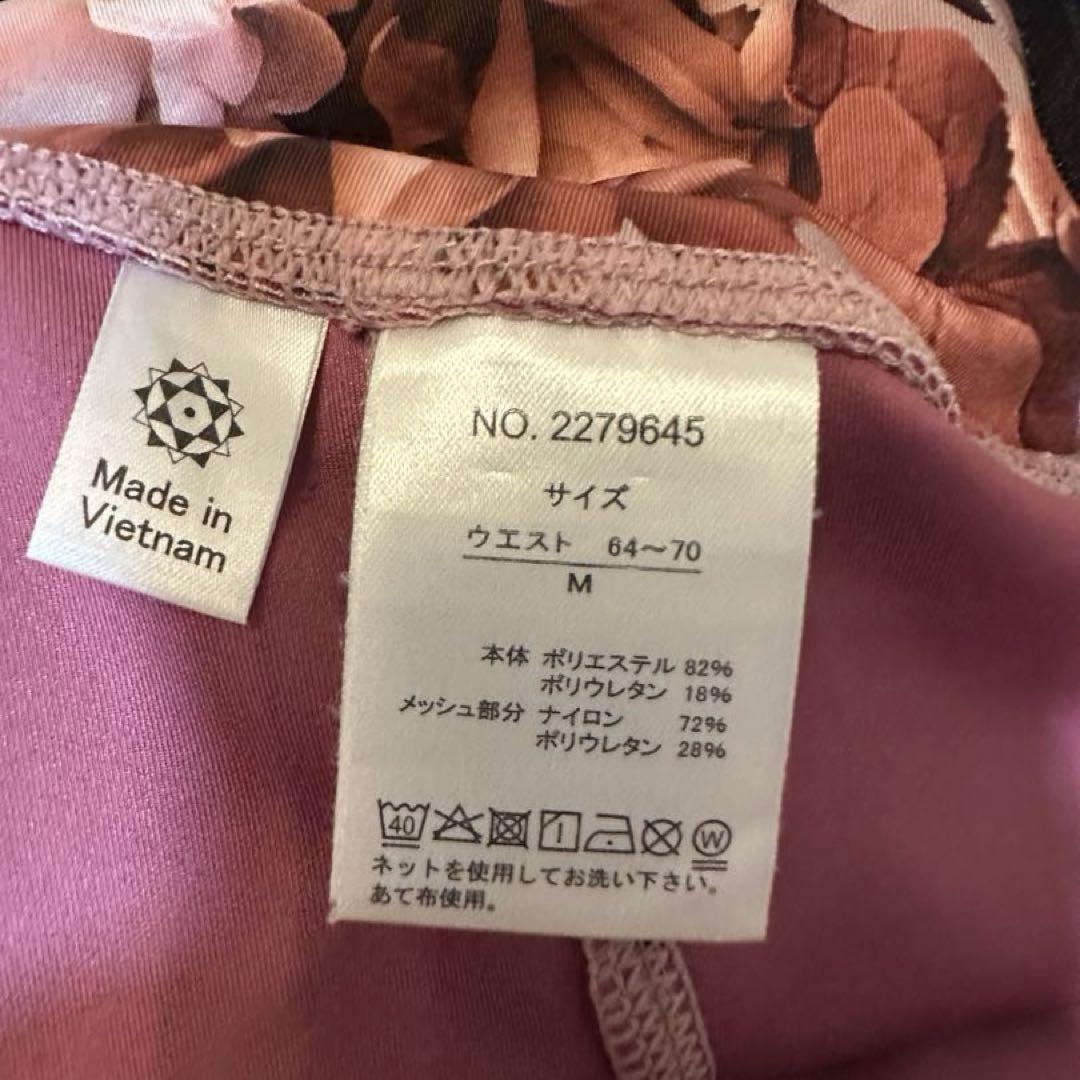 Made in
Vietnam
NO. 2279645
サイズ
ウエスト 64～70
M
本体 ポリエステル 82%
ポリウレタン 18%
メッシュ部分 ナイロン 72%
ポリウレタン 28%
40
W
ネットを使用してお洗い下さい。
あて布使用。